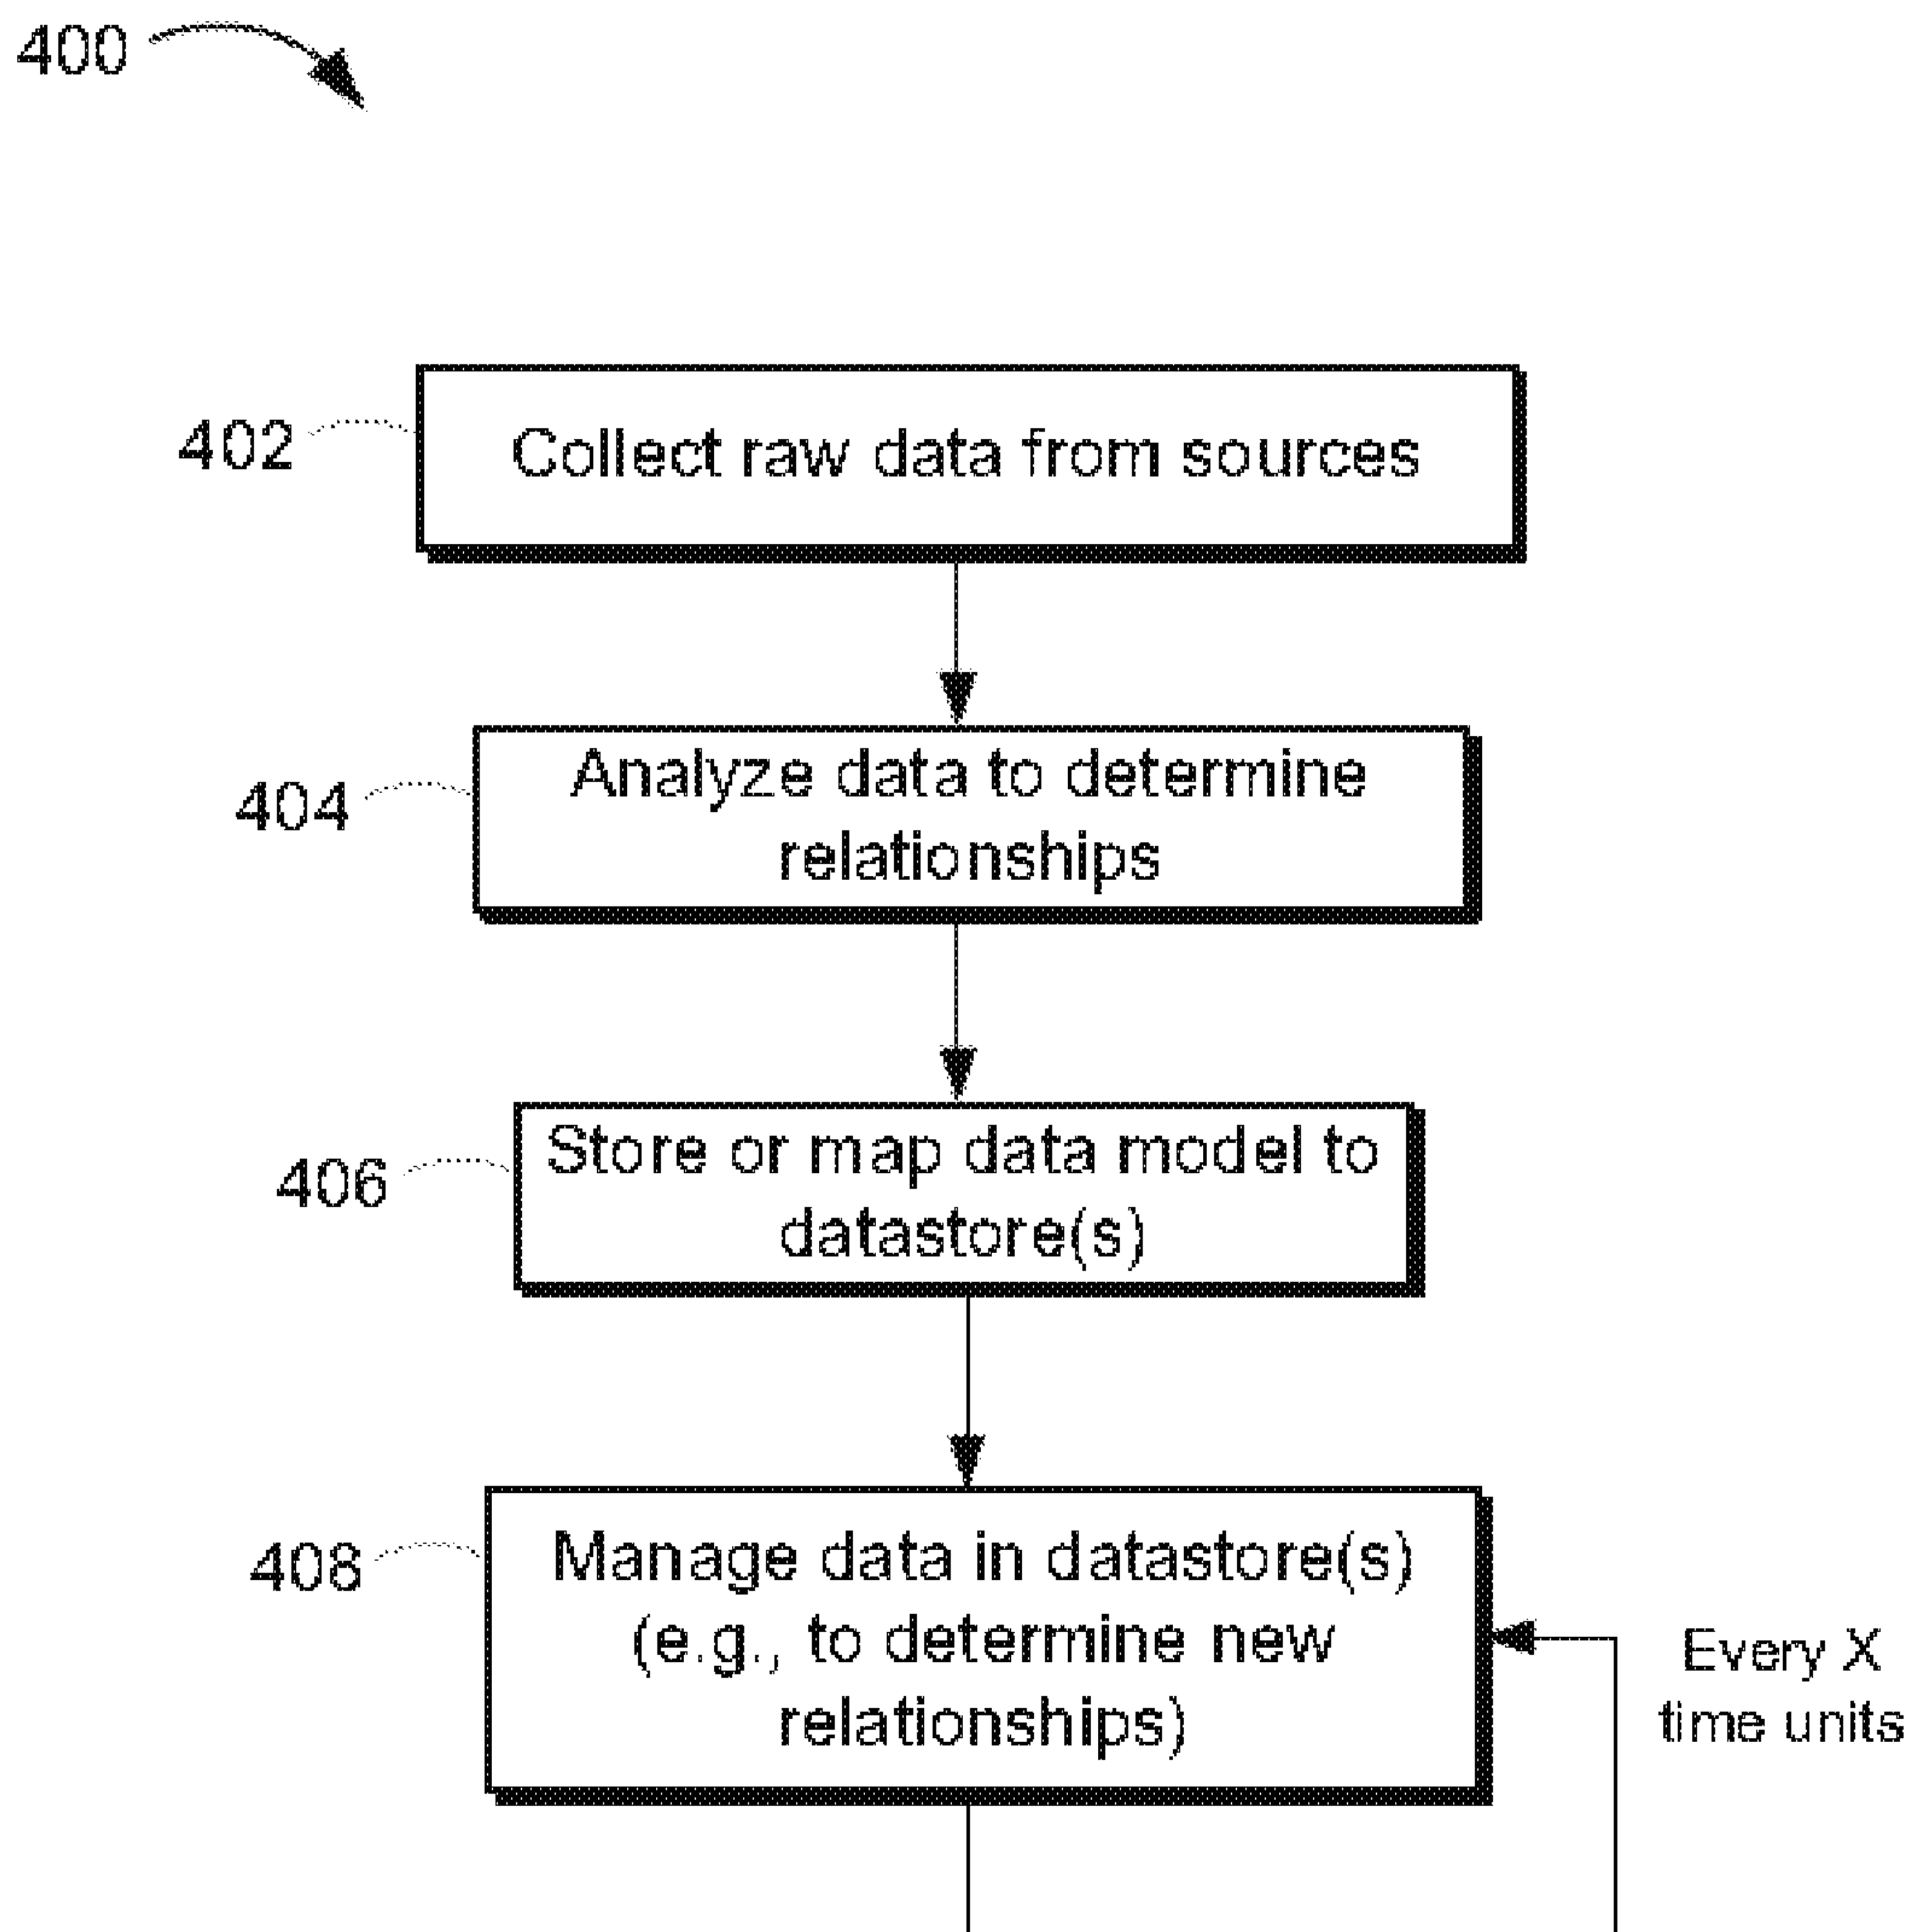 400
402
Collect raw data from sources
404
Analyze data to determine
relationships
406
Store or map data model to
datastore(s)
408
Manage data in datastore(s)
(e.g., to determine new
relationships)
Every X
time units